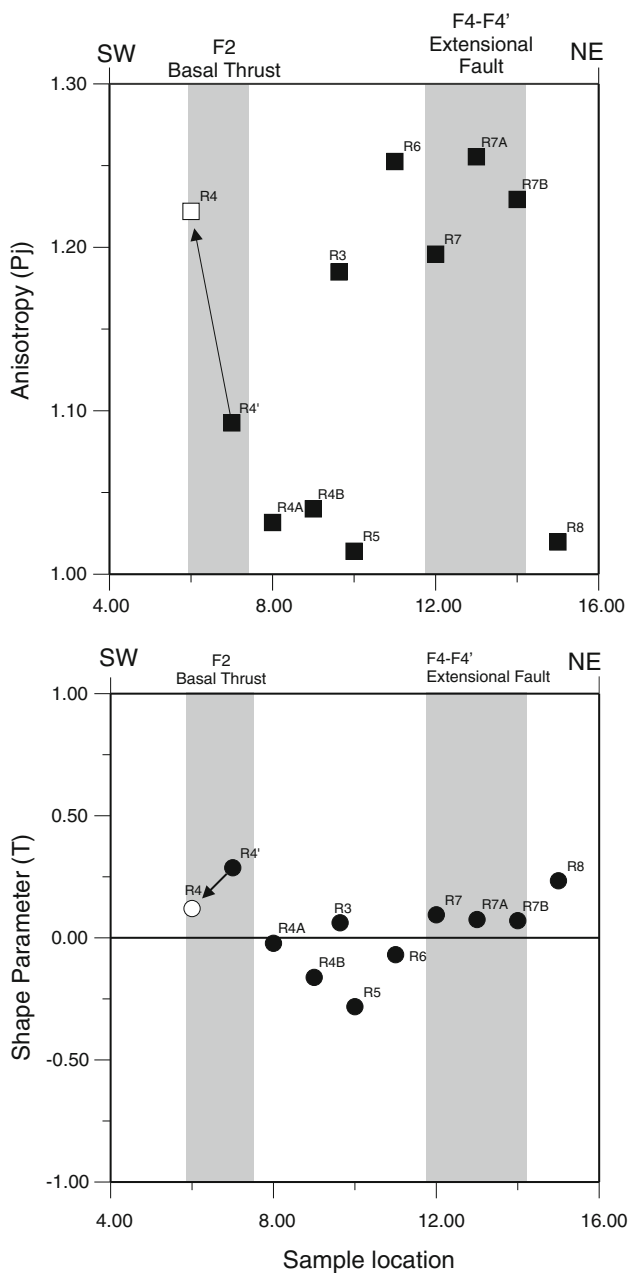 SW
F2
Basal Thrust
F4-F4'
Extensional
Fault
NE
1.30
1.20
1.10
1.00
Anisotropy (Pj)
R4
R4'
R4A
R4B
R5
R3
R6
R7
R7A
R7B
R8
4.00 8.00 12.00 16.00
SW
F2
Basal Thrust
F4-F4'
Extensional Fault
NE
1.00
0.50
0.00
-0.50
-1.00
Shape Parameter (T)
R4
R4'
R4A
R4B
R3
R5
R6
R7
R7A
R7B
R8
4.00 8.00 12.00 16.00
Sample location